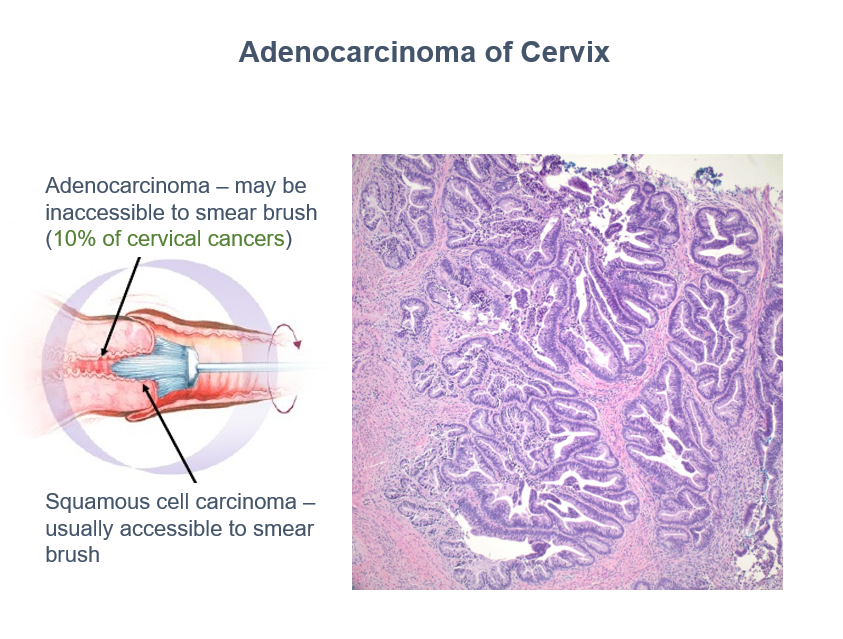 Adenocarcinoma of Cervix
Adenocarcinoma – may be
inaccessible to smear brush
(10% of cervical cancers)
Squamous cell carcinoma –
usually accessible to smear
brush